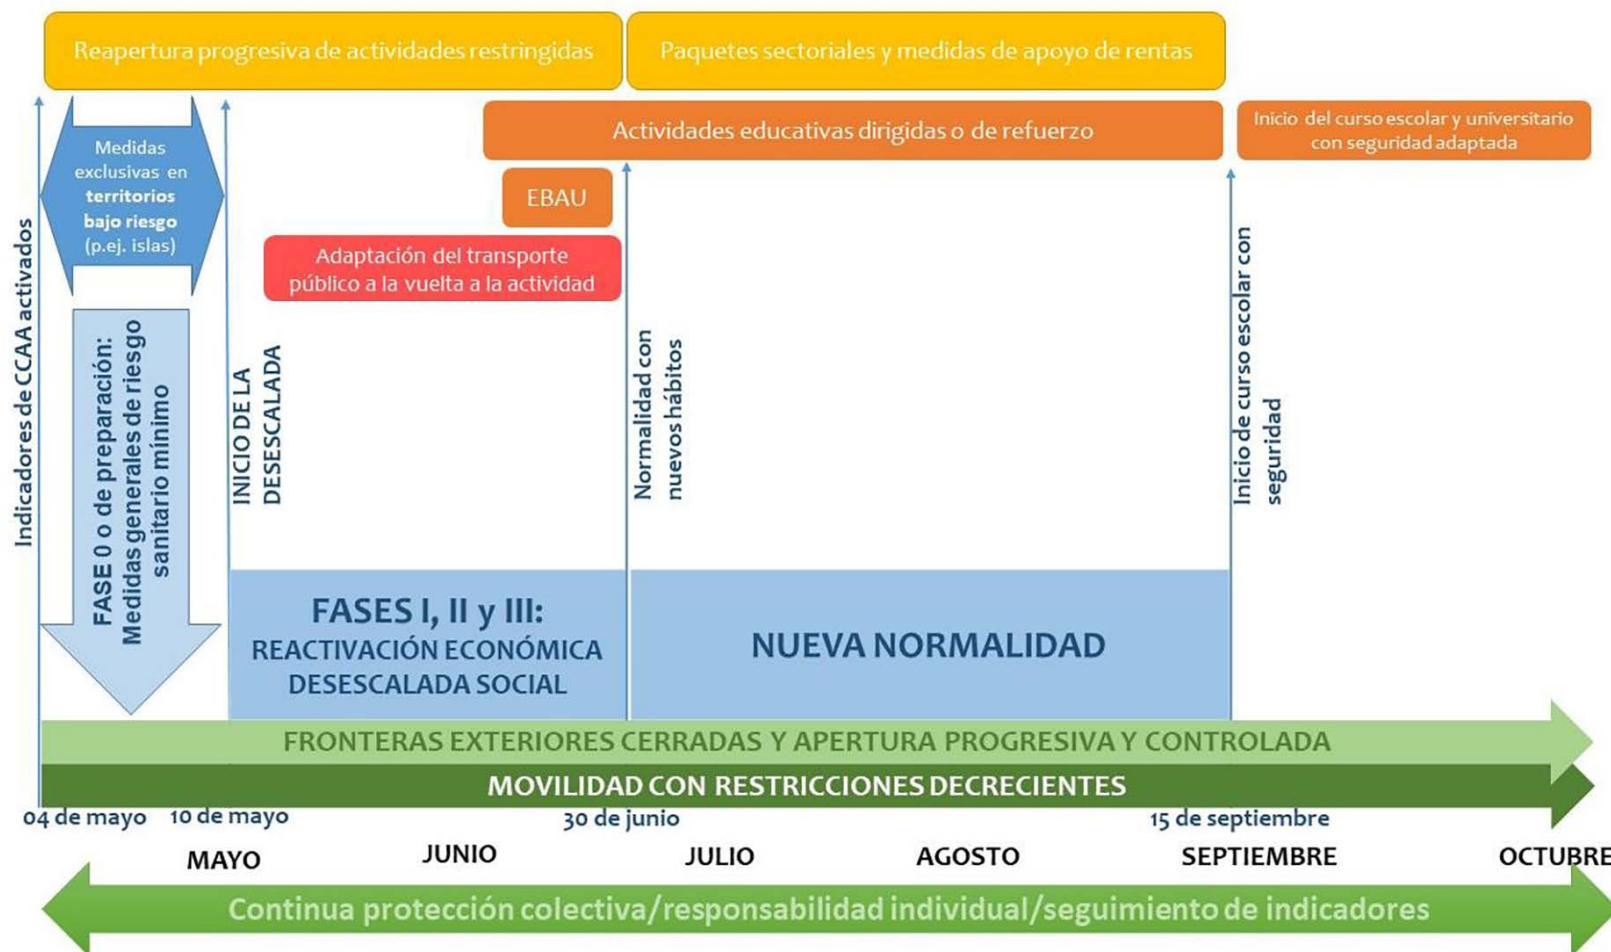 Reapertura progresiva de actividades restringidas
Paquetes sectoriales y medidas de apoyo de rentas
Actividades educativas dirigidas o de refuerzo
Inicio del curso escolar y universitario
con seguridad adaptada
Medidas
exclusivas en
territorios
bajo riesgo
(p.ej. islas)
EBAU
Adaptación del transporte
público a la vuelta a la actividad
Indicadores de CCAA activados
FASE 0 o de preparación:
Medidas generales de riesgo
sanitario mínimo
INICIO DE LA
DESESCALADA
Normalidad con
nuevos hábitos
Inicio de curso escolar con
seguridad
FASES I, II y III:
REACTIVACIÓN ECONÓMICA
DESESCALADA SOCIAL
NUEVA NORMALIDAD
FRONTERAS EXTERIORES CERRADAS Y APERTURA PROGRESIVA Y CONTROLADA
MOVILIDAD CON RESTRICCIONES DECRECIENTES
04 de mayo
10 de mayo
30 de junio
15 de septiembre
MAYO
JUNIO
JULIO
AGOSTO
SEPTIEMBRE
OCTUBRE
Continua protección colectiva/responsabilidad individual/seguimiento de indicadores